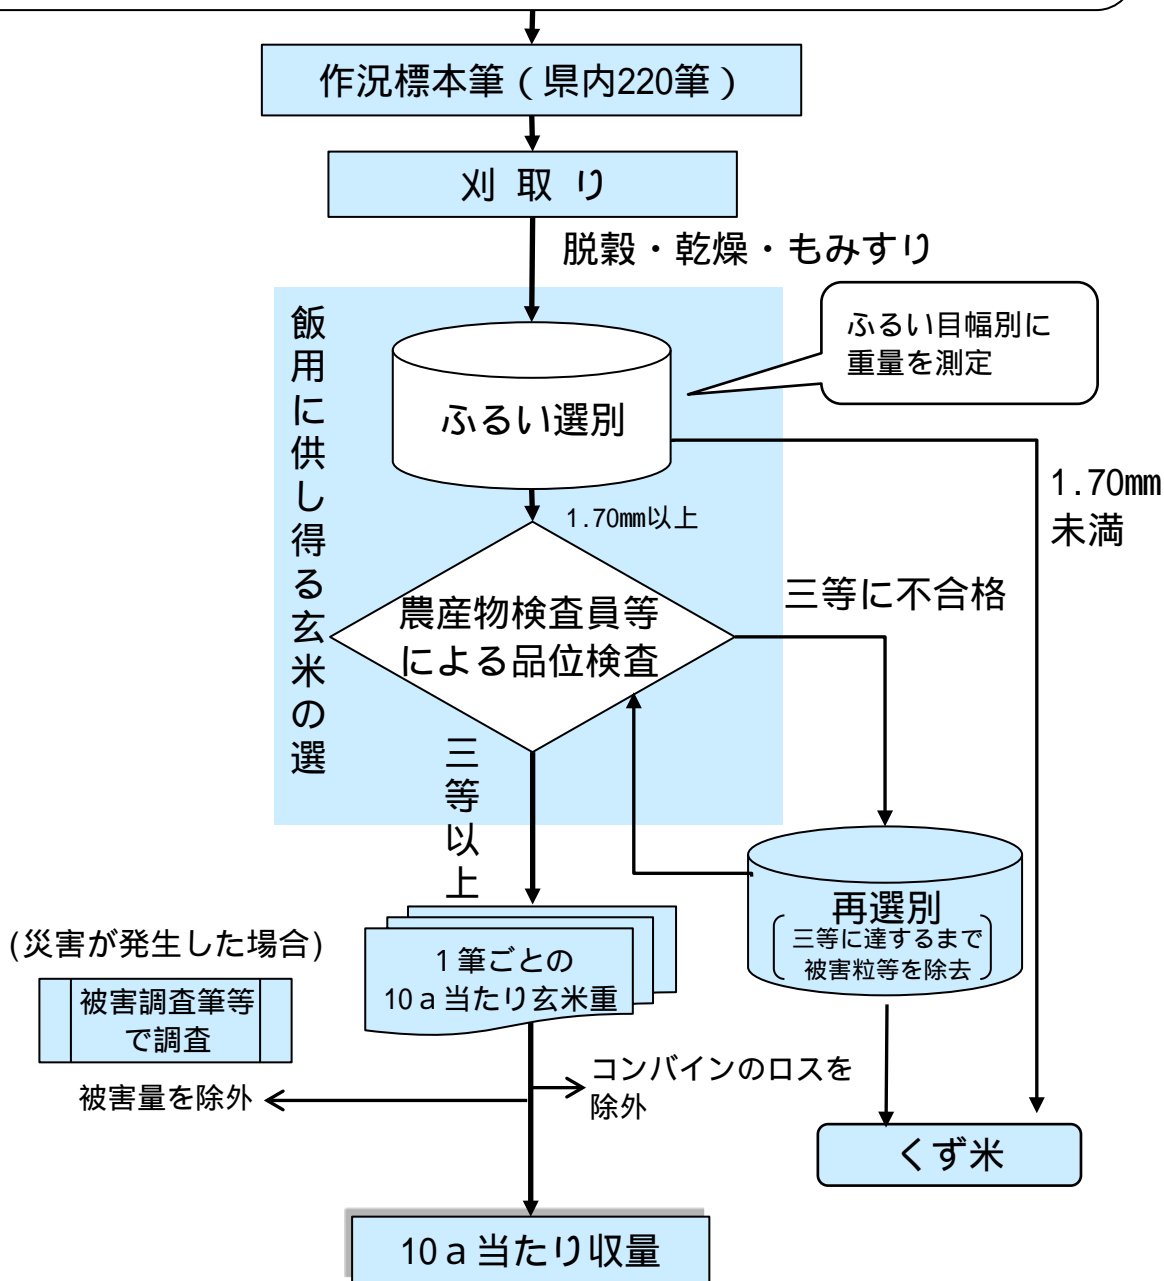 作況標本筆（県内220筆）
刈 取 り
脱穀・乾燥・もみすり
飯用に供し得る玄米の選
ふるい目幅別に
重量を測定
ふるい選別
1.70㎜以上
1.70㎜
未満
農産物検査員等
による品位検査
三等に不合格
三等以上
再選別
三等に達するまで
被害粒等を除去
(災害が発生した場合)
被害調査筆等
で調査
１筆ごとの
10ａ当たり玄米重
被害量を除外
コンバインのロスを
除外
くず米
10ａ当たり収量